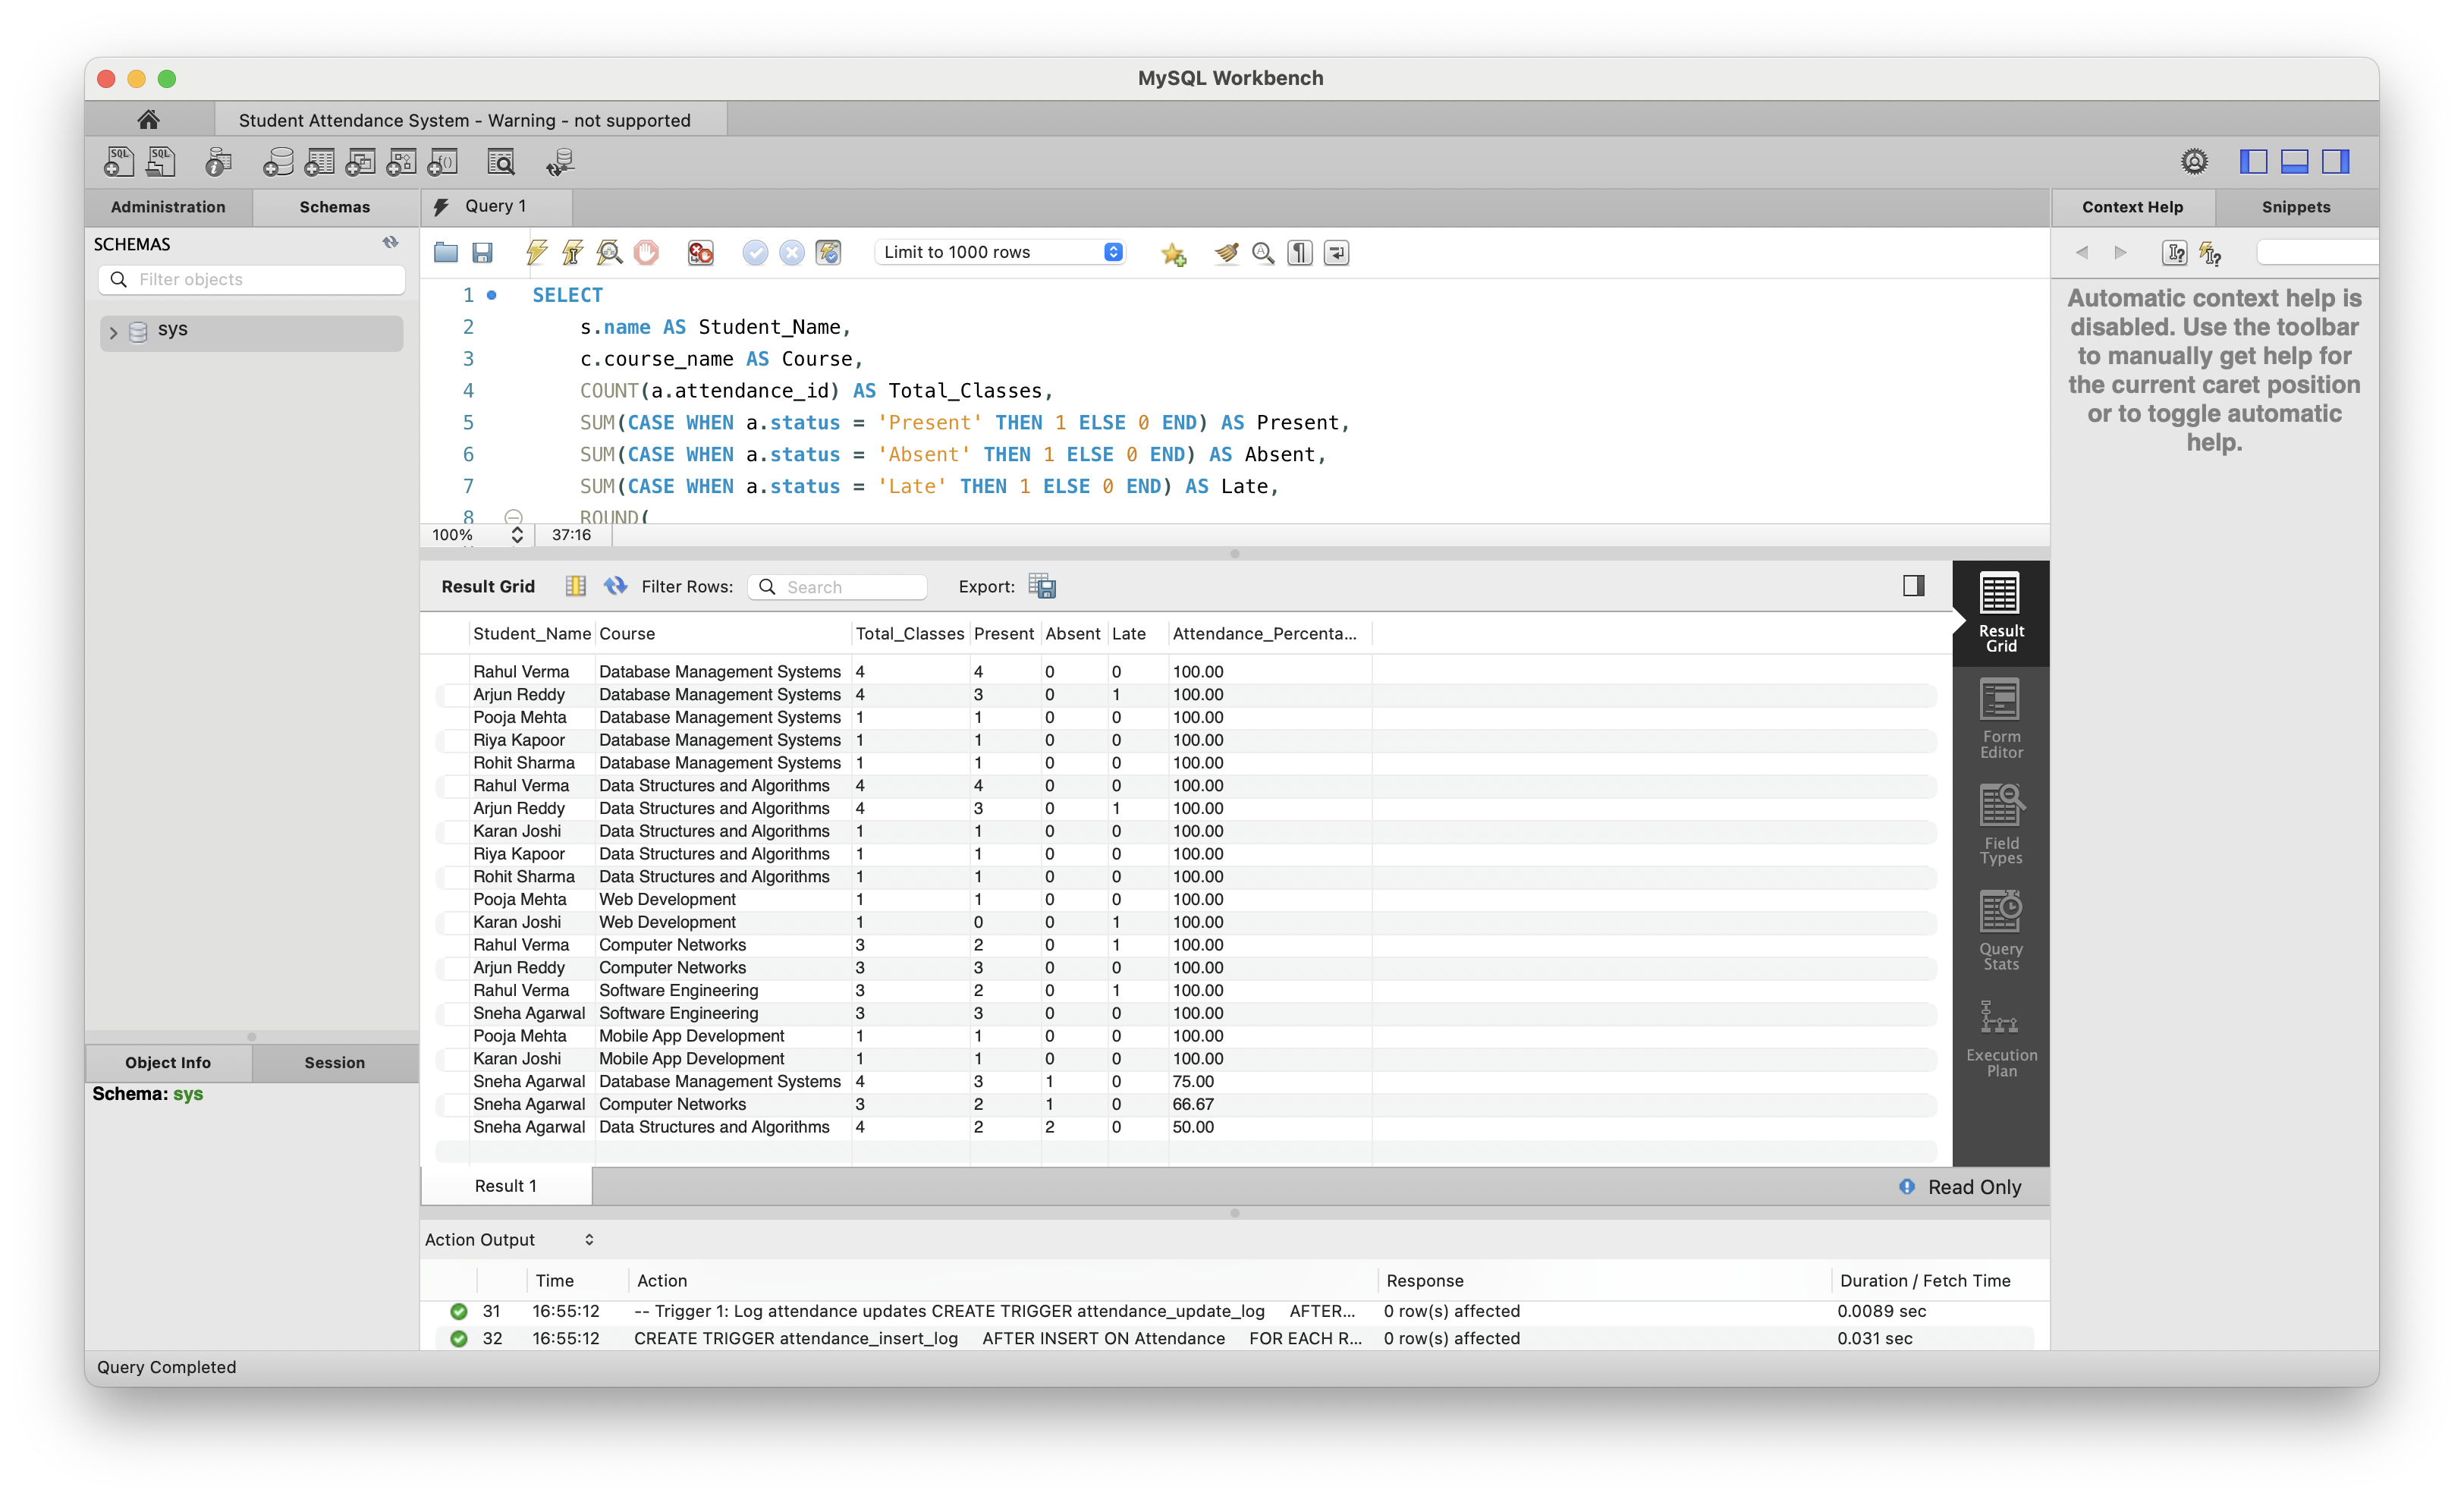 MySQL Workbench
Student Attendance System - Warning - not supported
Administration Schemas
Query 1
Context Help Snippets
SCHEMAS
Filter objects
sys
Limit to 1000 rows
1 SELECT
2 s.name AS Student_Name,
3 c.course_name AS Course,
4 COUNT(a.attendance_id) AS Total_Classes,
5 SUM(CASE WHEN a.status = 'Present' THEN 1 ELSE 0 END) AS Present,
6 SUM(CASE WHEN a.status = 'Absent' THEN 1 ELSE 0 END) AS Absent,
7 SUM(CASE WHEN a.status = 'Late' THEN 1 ELSE 0 END) AS Late,
8 ROUND(
100% 37:16
Automatic context help is
disabled. Use the toolbar
to manually get help for
the current caret position
or to toggle automatic
help.
Result Grid Filter Rows: Search Export:
Student_Name Course Total_Classes Present Absent Late Attendance_Percenta...
Rahul Verma Database Management Systems 4 4 0 0 100.00
Arjun Reddy Database Management Systems 4 3 0 1 100.00
Pooja Mehta Database Management Systems 1 1 0 0 100.00
Riya Kapoor Database Management Systems 1 1 0 0 100.00
Rohit Sharma Database Management Systems 1 1 0 0 100.00
Rahul Verma Data Structures and Algorithms 4 4 0 0 100.00
Arjun Reddy Data Structures and Algorithms 4 3 0 1 100.00
Karan Joshi Data Structures and Algorithms 1 1 0 0 100.00
Riya Kapoor Data Structures and Algorithms 1 1 0 0 100.00
Rohit Sharma Data Structures and Algorithms 1 1 0 0 100.00
Pooja Mehta Web Development 1 1 0 0 100.00
Karan Joshi Web Development 1 0 0 1 100.00
Rahul Verma Computer Networks 3 2 0 1 100.00
Arjun Reddy Computer Networks 3 3 0 0 100.00
Rahul Verma Software Engineering 3 2 0 1 100.00
Sneha Agarwal Software Engineering 3 3 0 0 100.00
Pooja Mehta Mobile App Development 1 1 0 0 100.00
Karan Joshi Mobile App Development 1 1 0 0 100.00
Sneha Agarwal Database Management Systems 4 3 1 0 75.00
Sneha Agarwal Computer Networks 3 2 1 0 66.67
Sneha Agarwal Data Structures and Algorithms 4 2 2 0 50.00
Result
Grid
Form
Editor
Field
Types
Query
Stats
Execution
Plan
Object Info Session
Schema: sys
Result 1
Read Only
Action Output
Time Action Response Duration / Fetch Time
31 16:55:12 -- Trigger 1: Log attendance updates CREATE TRIGGER attendance_update_log AFTER... 0 row(s) affected 0.0089 sec
32 16:55:12 CREATE TRIGGER attendance_insert_log AFTER INSERT ON Attendance FOR EACH R... 0 row(s) affected 0.031 sec
Query Completed